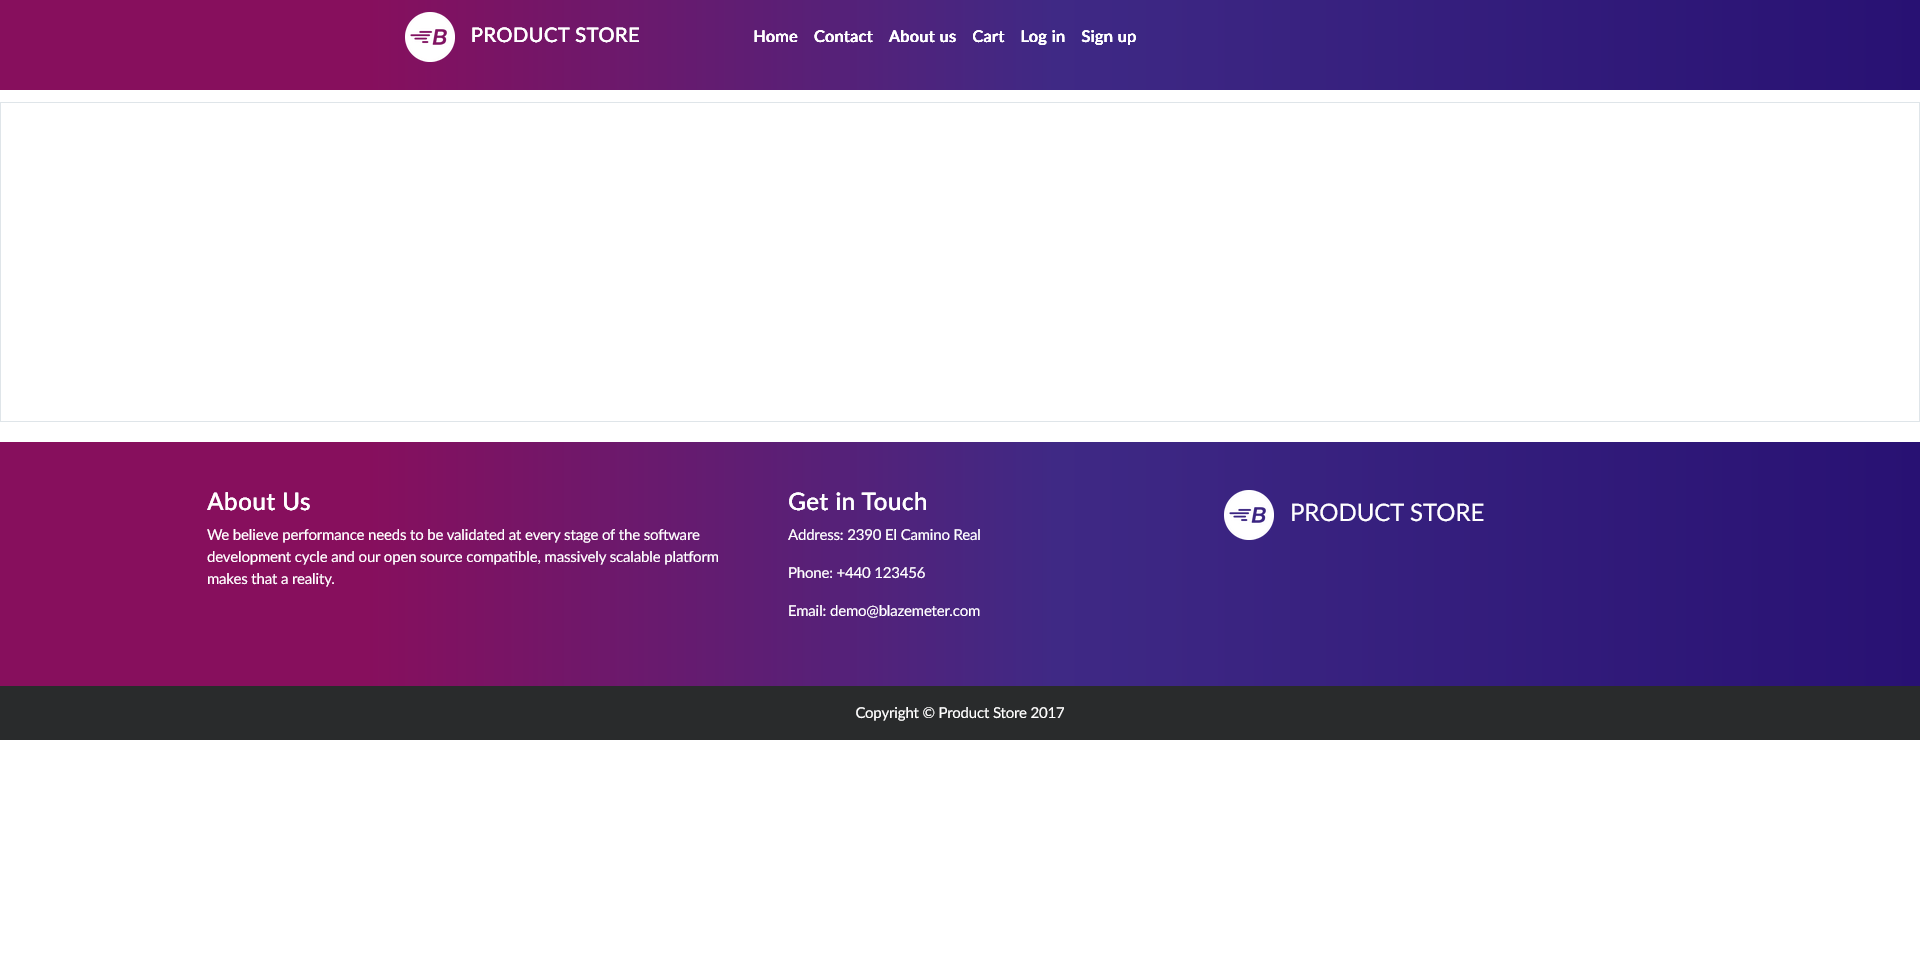 B PRODUCT STORE Home Contact About us Cart Log in Sign up
About Us
We believe performance needs to be validated at every stage of the software
development cycle and our open source compatible, massively scalable platform
makes that a reality.
Get in Touch
Address: 2390 El Camino Real
Phone: +440 123456
Email: demo@blazemeter.com
B PRODUCT STORE
Copyright © Product Store 2017